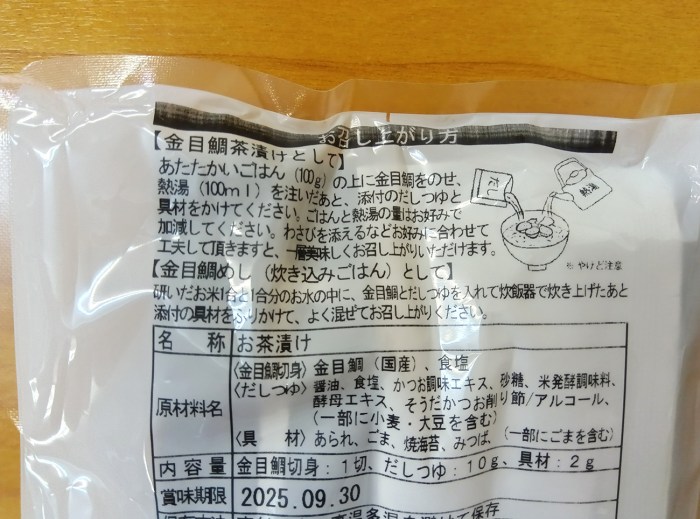 お召し上がり方
【金目鯛茶漬けとして】
あたたかいごはん（100g）の上に金目鯛をのせ、
熱湯（100ml）を注いだあと、添付のだしつゆと
具材をかけてください。ごはんと熱湯の量はお好みで
加減してください。わさびを添えるなどお好みに合わせて
工夫して頂きますと、一層美味しくお召し上がりいただけます。
だし
熱湯
※やけど注意
【金目鯛めし（炊き込みごはん）として】
研いだお米1合と1合分のお水の中に、金目鯛とだしつゆを入れて炊飯器で炊き上げたあと
添付の具材をふりかけて、よく混ぜてお召し上がりください。
名称 お茶漬け
原材料名
〈金目鯛切身〉金目鯛（国産）、食塩
〈だしつゆ〉醤油、食塩、かつお調味エキス、砂糖、米発酵調味料、
酵母エキス、そうだかつお削り節/アルコール、
（一部に小麦・大豆を含む）
〈具材〉あられ、ごま、焼海苔、みつば、（一部にごまを含む）
内容量 金目鯛切身：1切、だしつゆ：10g、具材：2g
賞味期限 2025.09.30
高温多湿を避けて保存